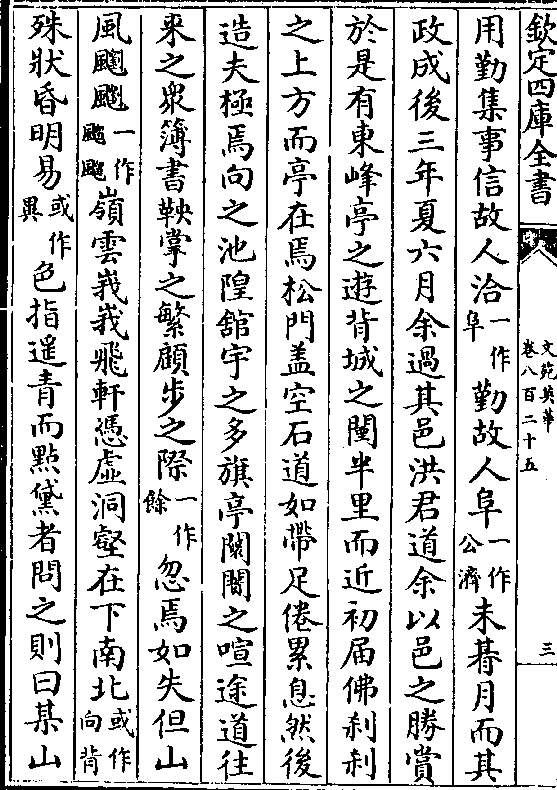 欽定四庫全書
文苑英華
卷八百二十五
三
用勤集事信故人洽一作阜勤故人阜一作公濟未朞月而其
政成後三年夏六月余過其邑洪君道余以邑之勝賞
於是有東峰亭之遊背城之闉半里而近初届佛刹刹
之上方而亭在焉松門盖空石道如帶足倦累息然後
造夫極焉向之池隍舘宇之多旗亭闤闠之喧途道往
來之衆簿書鞅掌之繁顧步之際一作餘忽焉如失但山
風飀飀一作颼颼嶺雲峩峩飛軒憑虛洞壑在下南北或作向背
殊狀昏明易或作異色指遥青而點黛者問之則曰某山